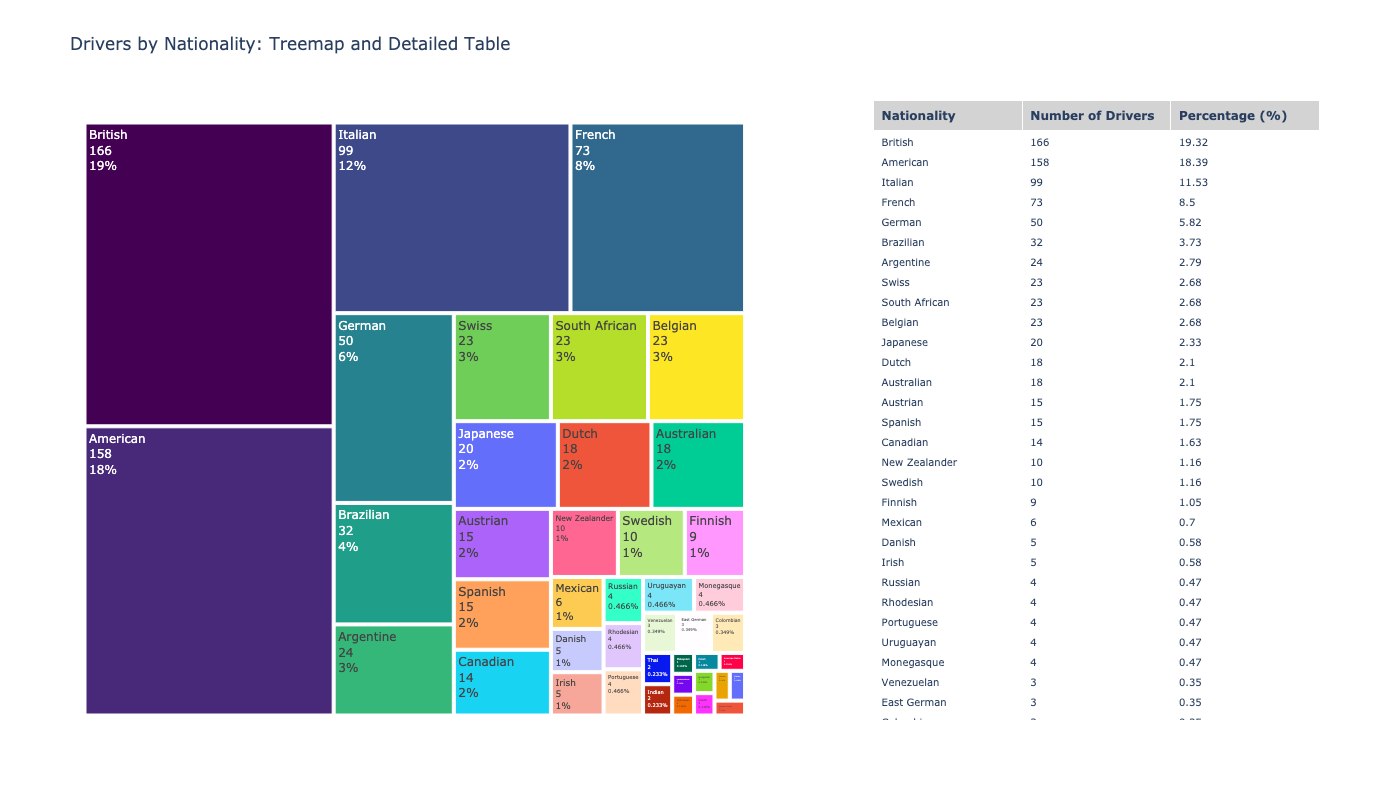 Drivers by Nationality: Treemap and Detailed Table
British
166
19%
American
158
18%
Italian
99
12%
French
73
8%
German
50
6%
Brazilian
32
4%
Argentine
24
3%
Swiss
23
3%
South African
23
3%
Belgian
23
3%
Japanese
20
2%
Dutch
18
2%
Australian
18
2%
Austrian
15
2%
Spanish
15
2%
Canadian
14
2%
New Zealander
10
1%
Swedish
10
1%
Finnish
9
1%
Mexican
6
1%
Danish
5
1%
Irish
5
1%
Russian
4
0.466%
Rhodesian
4
0.466%
Portuguese
4
0.466%
Uruguayan
4
0.466%
Monegasque
4
0.466%
Venezuelan
3
0.349%
East German
3
0.349%
Colombian
3
0.349%
Thai
2
0.233%
Indian
2
0.233%
Nationality Number of Drivers Percentage (%)
British 166 19.32
American 158 18.39
Italian 99 11.53
French 73 8.5
German 50 5.82
Brazilian 32 3.73
Argentine 24 2.79
Swiss 23 2.68
South African 23 2.68
Belgian 23 2.68
Japanese 20 2.33
Dutch 18 2.1
Australian 18 2.1
Austrian 15 1.75
Spanish 15 1.75
Canadian 14 1.63
New Zealander 10 1.16
Swedish 10 1.16
Finnish 9 1.05
Mexican 6 0.7
Danish 5 0.58
Irish 5 0.58
Russian 4 0.47
Rhodesian 4 0.47
Portuguese 4 0.47
Uruguayan 4 0.47
Monegasque 4 0.47
Venezuelan 3 0.35
East German 3 0.35